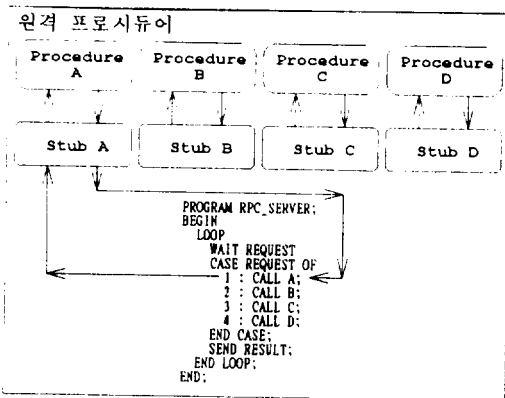 원격 프로시듀어
Procedure A
Procedure B
Procedure C
Procedure D
Stub A
Stub B
Stub C
Stub D
PROGRAM RPC_SERVER;
BEGIN
LOOP
WAIT REQUEST
CASE REQUEST OF
1 : CALL A;
2 : CALL B;
3 : CALL C;
4 : CALL D;
END CASE;
SEND RESULT;
END LOOP;
END;